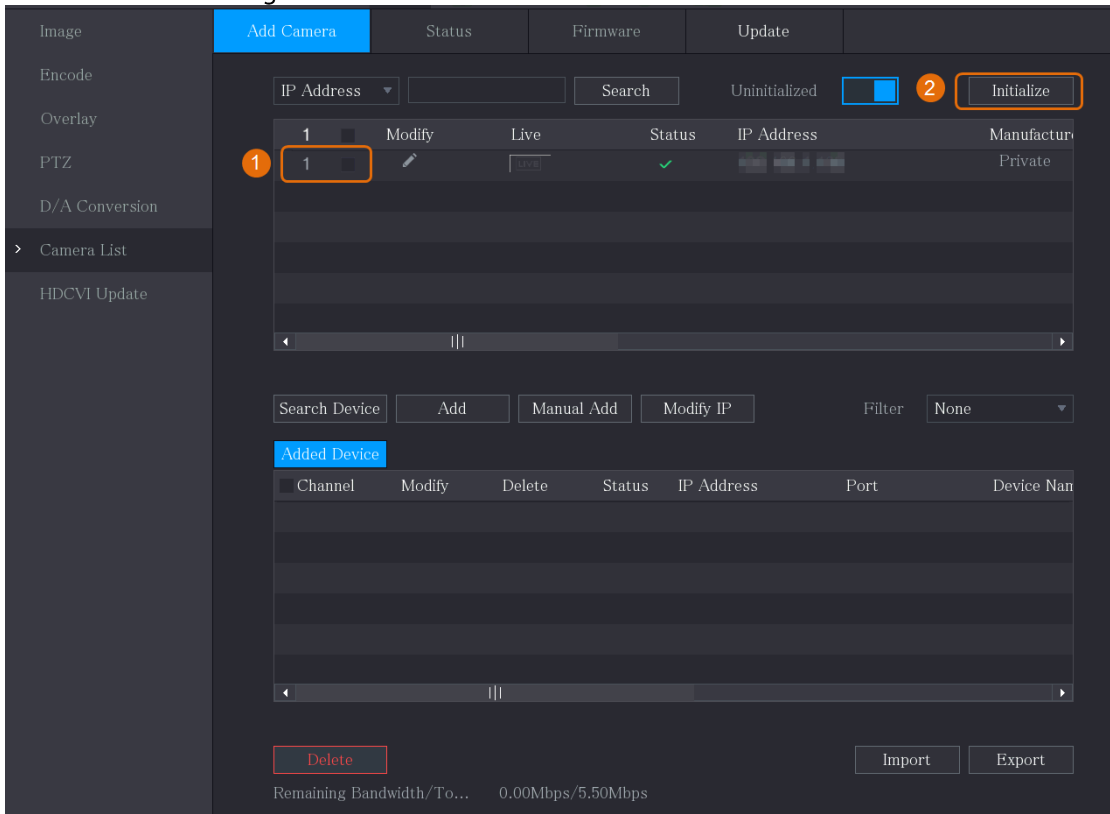 Image
Encode
Overlay
PTZ
D/A Conversion
> Camera List
HDCVI Update
Add Camera Status Firmware Update
IP Address Search Uninitialized 2 Initialize
1 Modify Live Status IP Address Manufacture
1 1 LIVE Private
Search Device Add Manual Add Modify IP Filter None
Added Device
Channel Modify Delete Status IP Address Port Device Nam
Delete Import Export
Remaining Bandwidth/To... 0.00Mbps/5.50Mbps